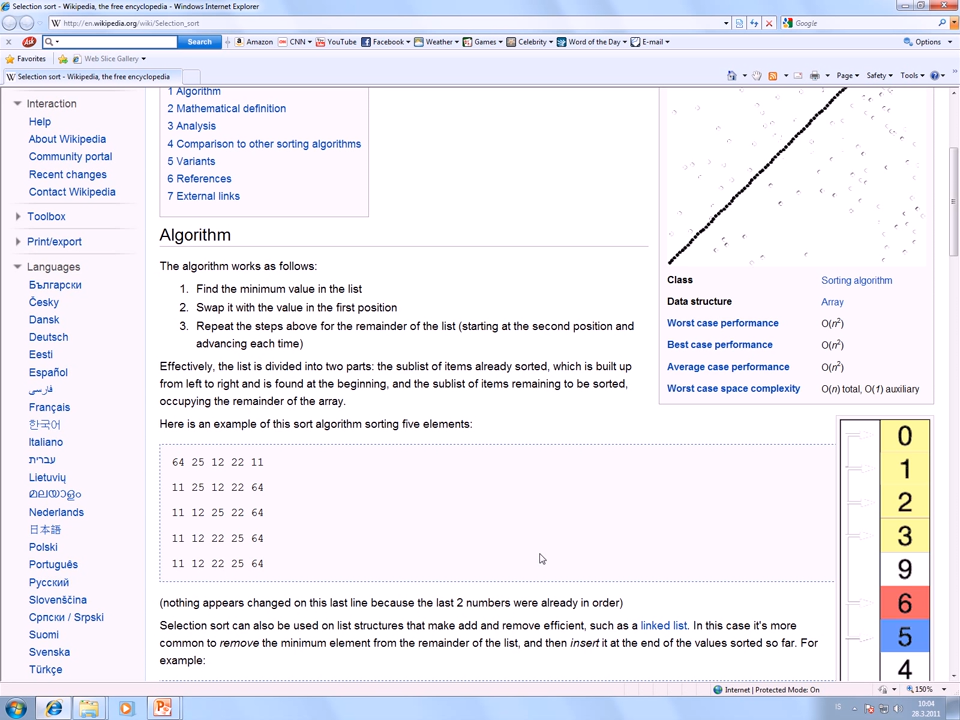 Selection sort - Wikipedia, the free encyclopedia - Windows Internet Explorer
http://en.wikipedia.org/wiki/Selection_sort
Google
Ask
Search
Amazon
CNN
YouTube
Facebook
Weather
Games
Celebrity
Word of the Day
E-mail
Options
Favorites
Web Slice Gallery
Selection sort - Wikipedia, the free encyclopedia
Page
Safety
Tools
Interaction
Help
About Wikipedia
Community portal
Recent changes
Contact Wikipedia
Toolbox
Print/export
Languages
Български
Česky
Dansk
Deutsch
Eesti
Español
فارسی
Français
한국어
Italiano
עברית
Lietuvių
മലയാളം
Nederlands
日本語
Polski
Português
Русский
Slovenščina
Српски / Srpski
Suomi
Svenska
Türkçe
1 Algorithm
2 Mathematical definition
3 Analysis
4 Comparison to other sorting algorithms
5 Variants
6 References
7 External links
Algorithm
The algorithm works as follows:
1. Find the minimum value in the list
2. Swap it with the value in the first position
3. Repeat the steps above for the remainder of the list (starting at the second position and
advancing each time)
Effectively, the list is divided into two parts: the sublist of items already sorted, which is built up
from left to right and is found at the beginning, and the sublist of items remaining to be sorted,
occupying the remainder of the array.
Here is an example of this sort algorithm sorting five elements:
64 25 12 22 11
11 25 12 22 64
11 12 25 22 64
11 12 22 25 64
11 12 22 25 64
(nothing appears changed on this last line because the last 2 numbers were already in order)
Selection sort can also be used on list structures that make add and remove efficient, such as a linked list. In this case it's more
common to remove the minimum element from the remainder of the list, and then insert it at the end of the values sorted so far. For
example:
Class Sorting algorithm
Data structure Array
Worst case performance O(n²)
Best case performance O(n²)
Average case performance O(n²)
Worst case space complexity O(n) total, O(1) auxiliary
0
1
2
3
9
6
5
4
Internet | Protected Mode: On
150%
IS
10:04
28.3.2011